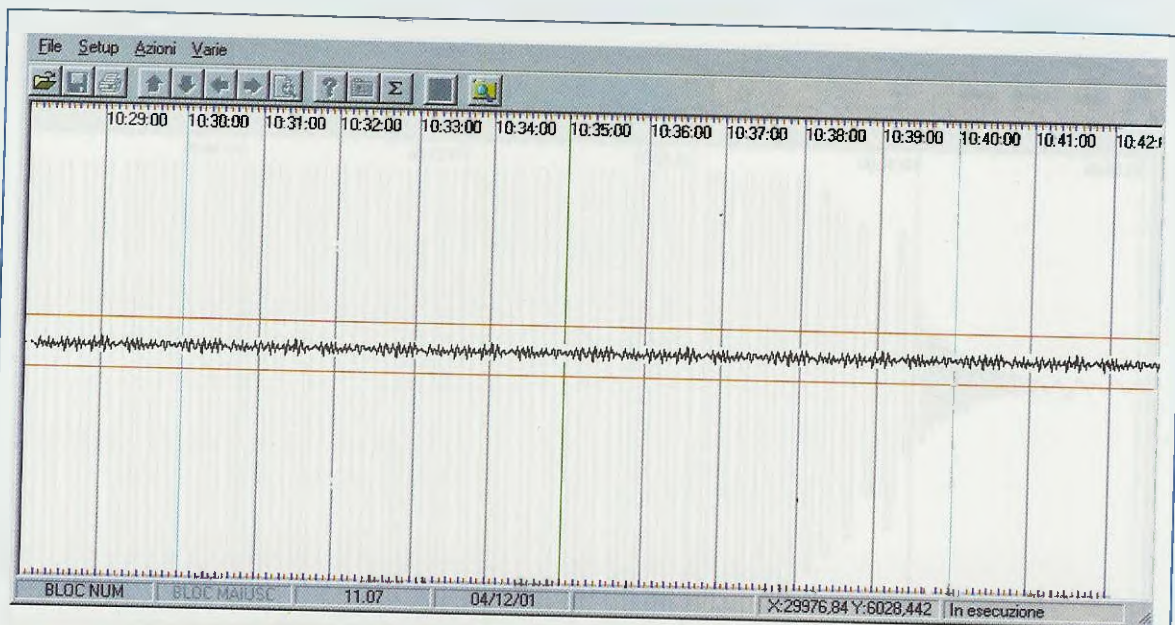 File Setup Azioni Varie
? Σ
10:29:00 10:30:00 10:31:00 10:32:00 10:33:00 10:34:00 10:35:00 10:36:00 10:37:00 10:38:00 10:39:00 10:40:00 10:41:00 10:42:
BLOC NUM BLOC MAIUSC 11.07 04/12/01 X:29976,84 Y:6028,442 In esecuzione